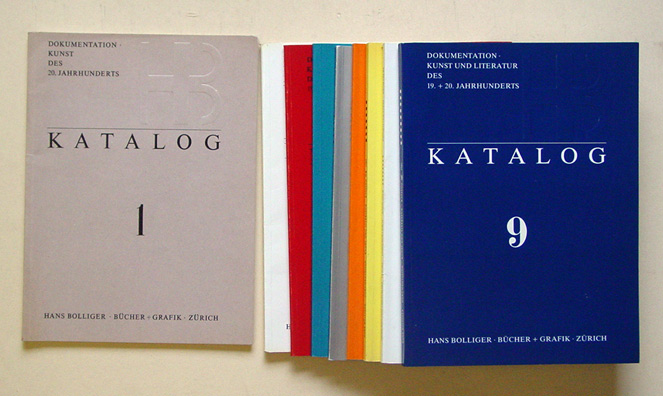 DOKUMENTATION ·
KUNST
DES
20. JAHRHUNDERTS
HB
KATALOG
1
HANS BOLLIGER · BÜCHER + GRAFIK · ZÜRICH
DOKUMENTATION ·
KUNST UND LITERATUR
DES
19. + 20. JAHRHUNDERTS
KATALOG
9
HANS BOLLIGER · BÜCHER + GRAFIK · ZÜRICH